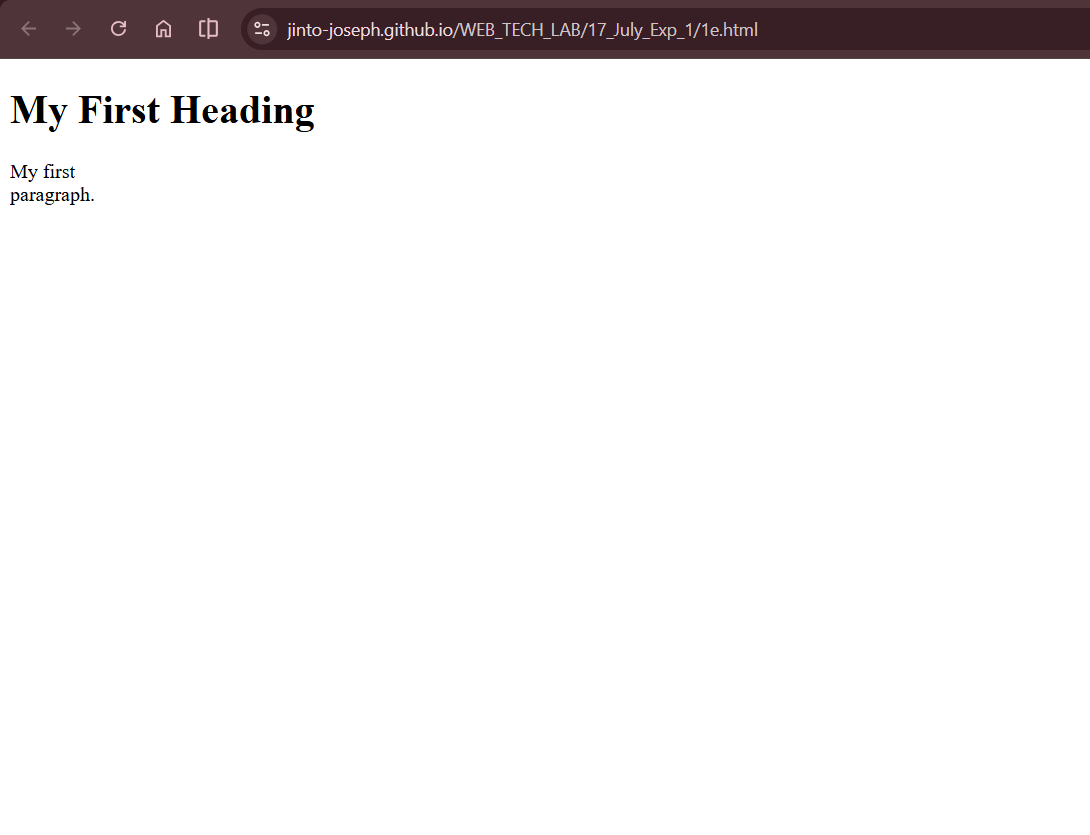 jinto-joseph.github.io/WEB_TECH_LAB/17_July_Exp_1/1e.html
My First Heading
My first
paragraph.